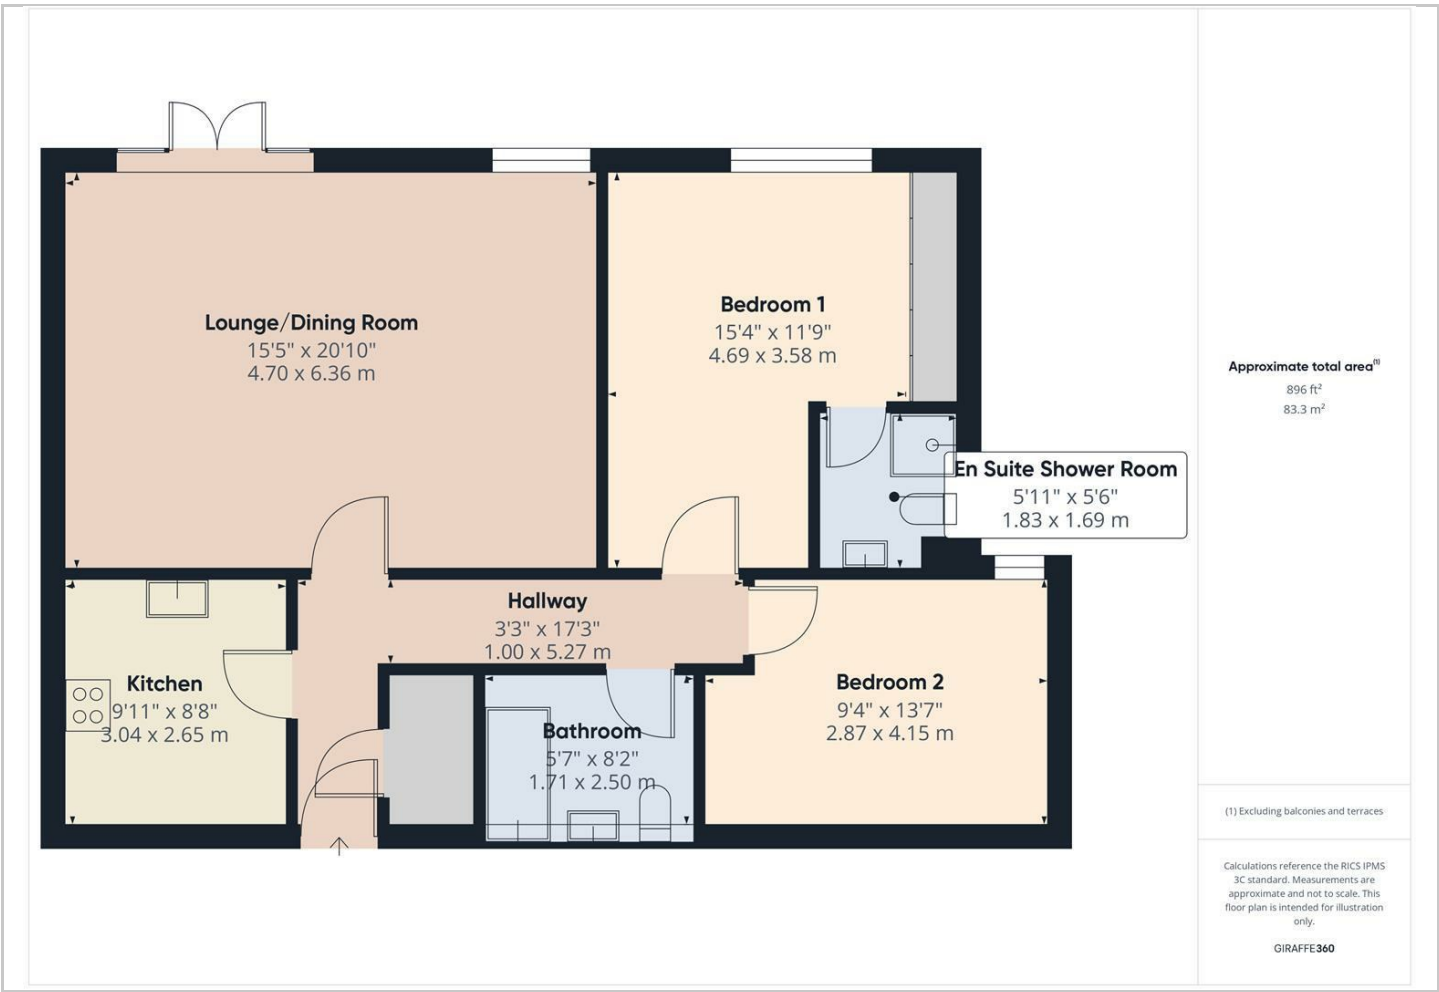 Lounge/Dining Room
15'5" x 20'10"
4.70 x 6.36 m
Bedroom 1
15'4" x 11'9"
4.69 x 3.58 m
En Suite Shower Room
5'11" x 5'6"
1.83 x 1.69 m
Hallway
3'3" x 17'3"
1.00 x 5.27 m
Kitchen
9'11" x 8'8"
3.04 x 2.65 m
Bathroom
5'7" x 8'2"
1.71 x 2.50 m
Bedroom 2
9'4" x 13'7"
2.87 x 4.15 m
Approximate total area(1)
896 ft²
83.3 m²
(1) Excluding balconies and terraces
Calculations reference the RICS IPMS
3C standard. Measurements are
approximate and not to scale. This
floor plan is intended for illustration
only.
GIRAFFE360